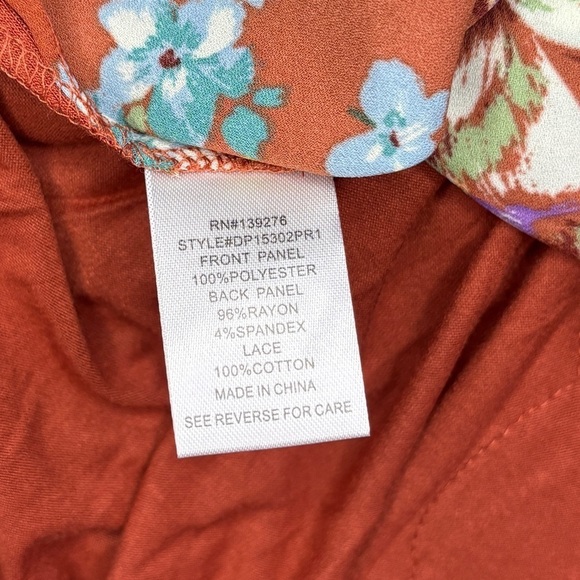 RN#139276
STYLE#DP15302PR1
FRONT PANEL
100%POLYESTER
BACK PANEL
96%RAYON
4%SPANDEX
LACE
100%COTTON
MADE IN CHINA
SEE REVERSE FOR CARE